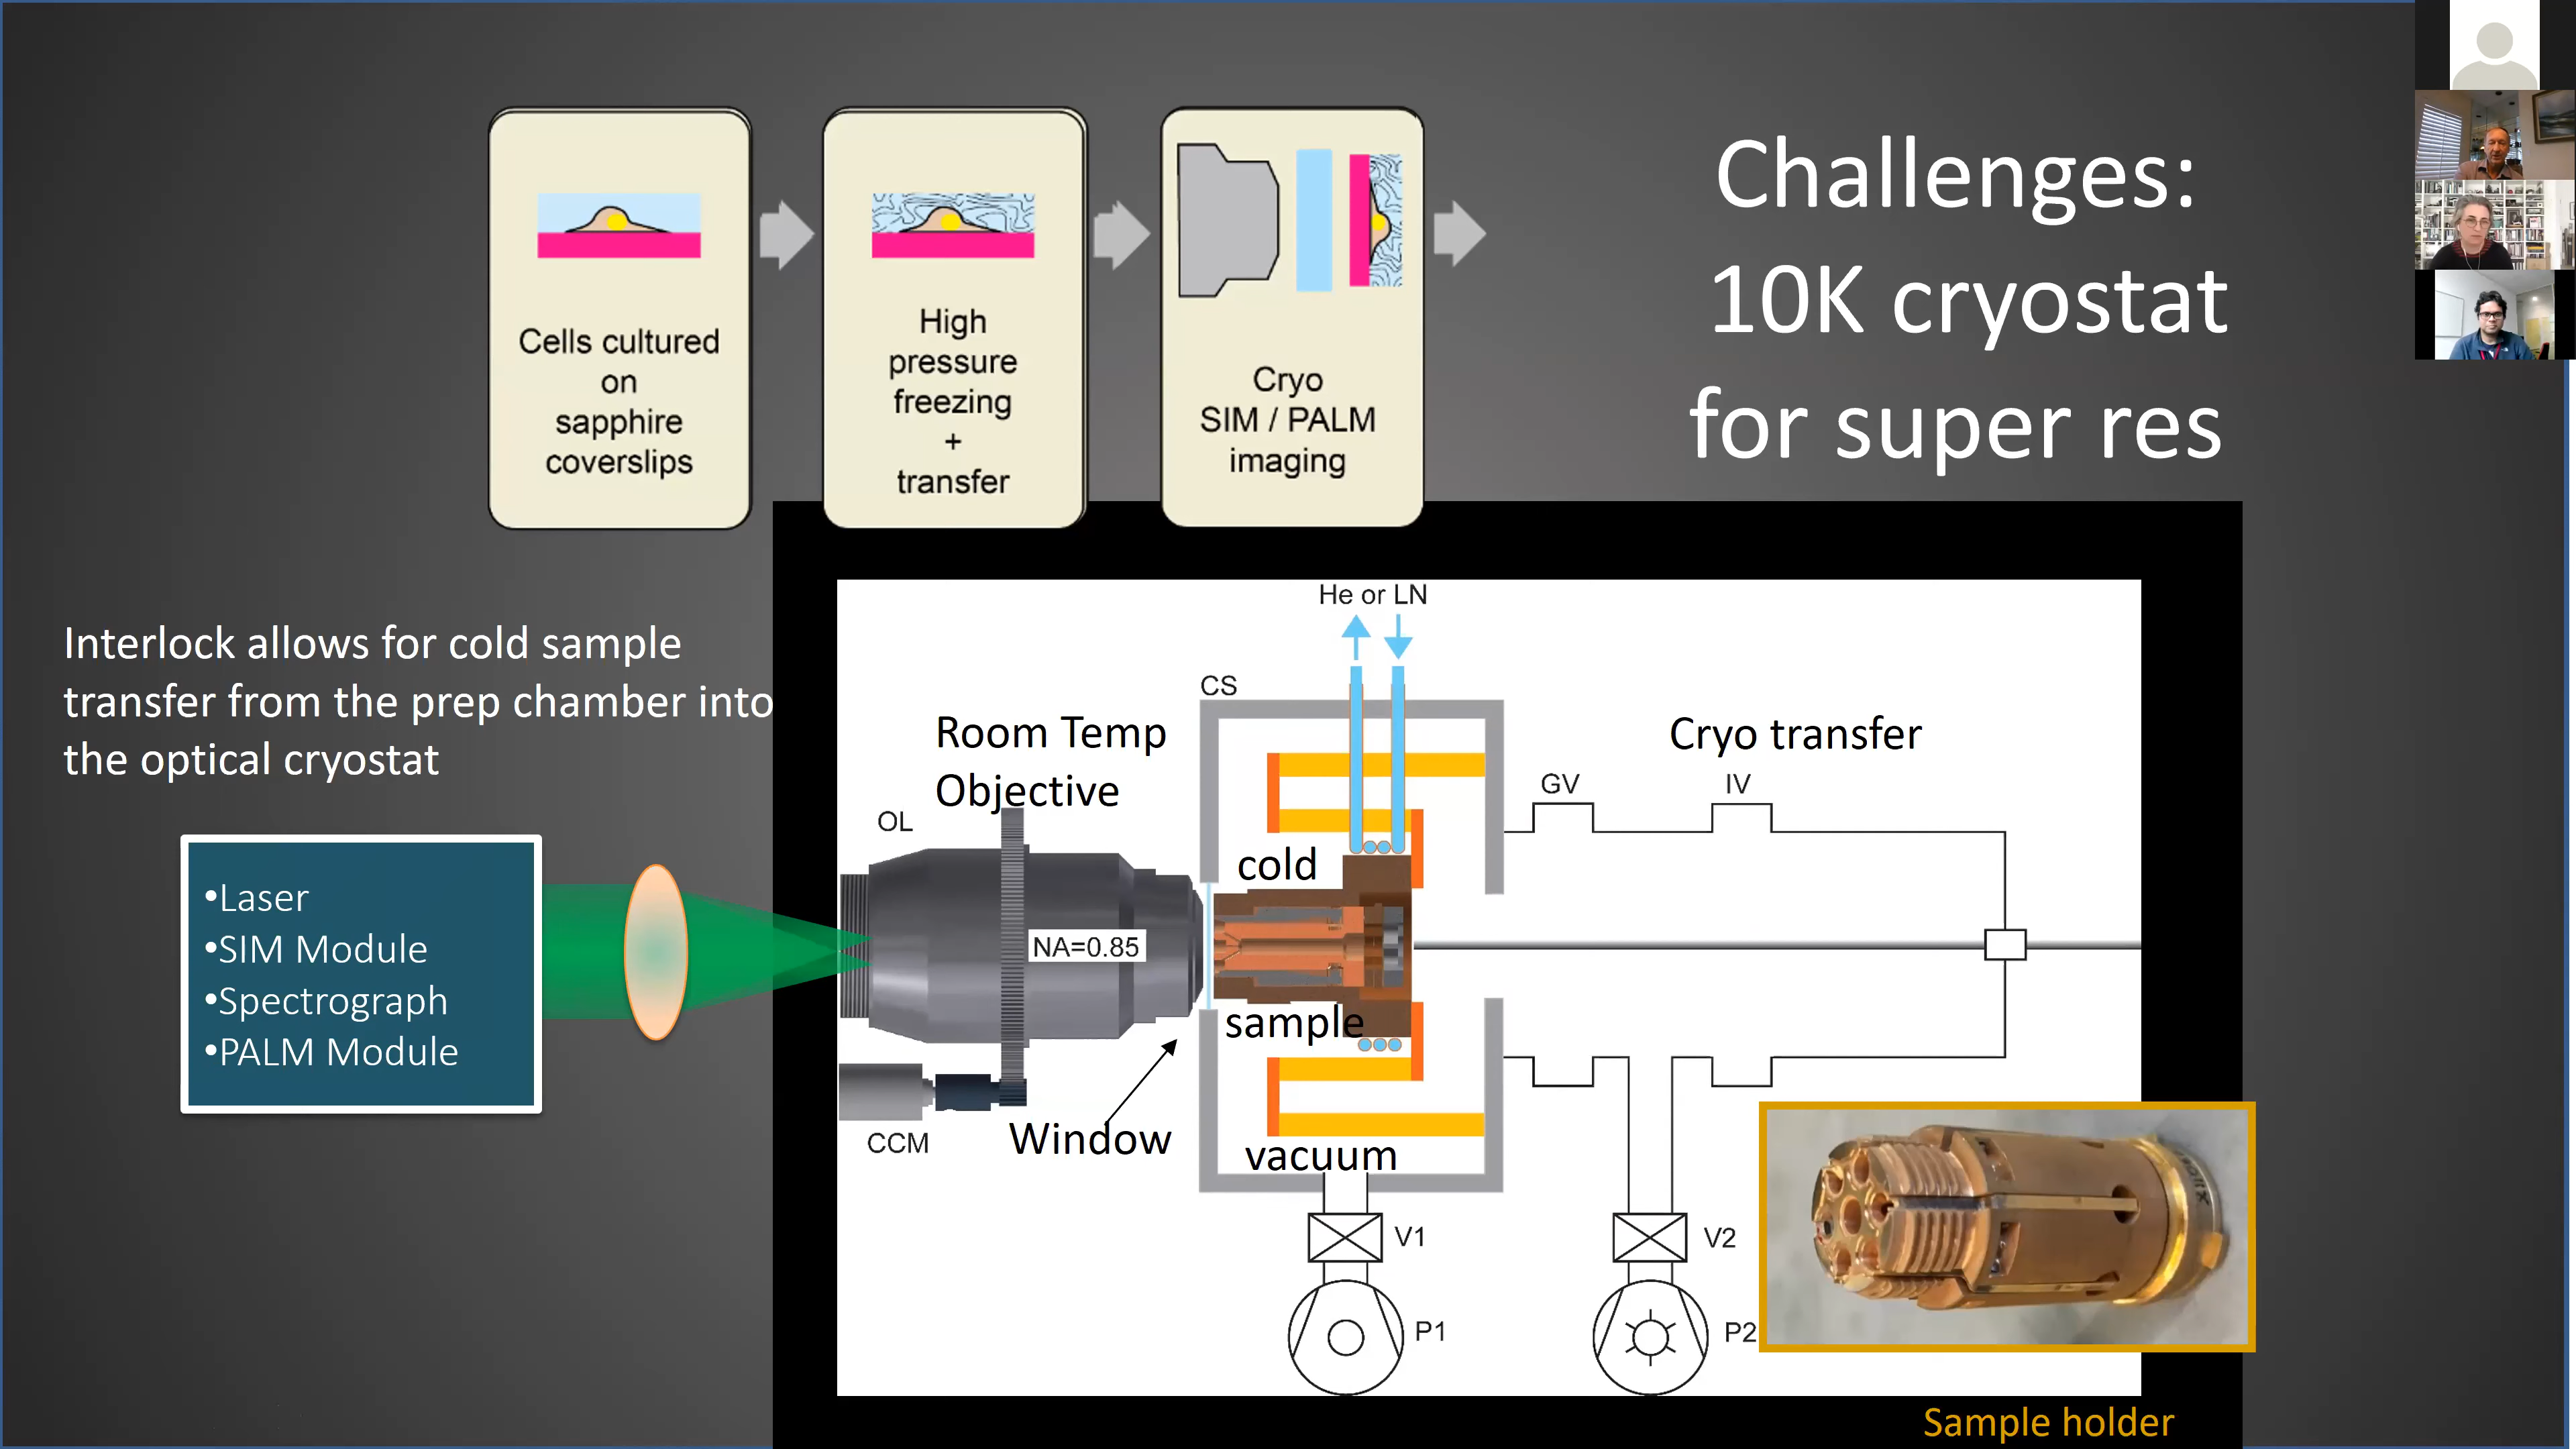 Challenges:
10K cryostat
for super res
Cells cultured
on
sapphire
coverslips
High
pressure
freezing
+
transfer
Cryo
SIM / PALM
imaging
Interlock allows for cold sample
transfer from the prep chamber into
the optical cryostat
•Laser
•SIM Module
•Spectrograph
•PALM Module
He or LN
CS
Room Temp
Objective
OL
Cryo transfer
GV
IV
cold
NA=0.85
sample
CCM
Window
vacuum
V1
V2
P1
P2
Sample holder